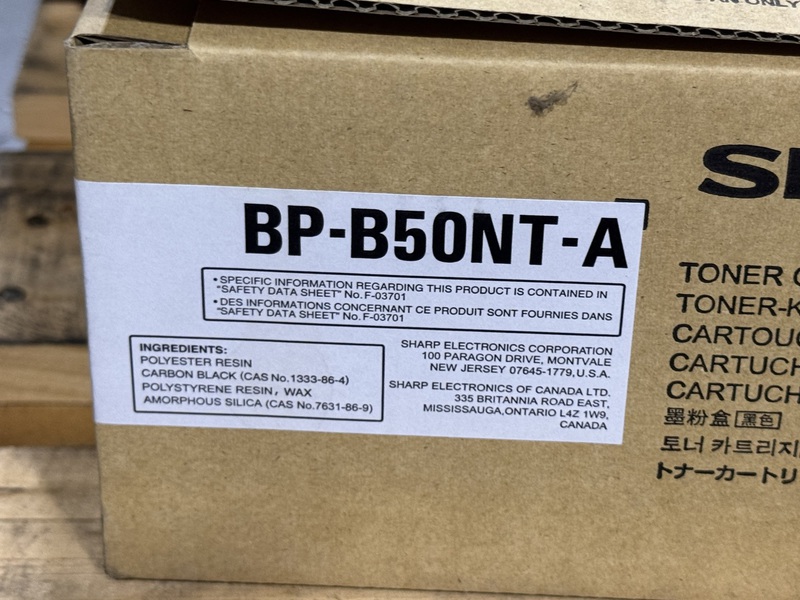 AN ONLY
BP-B50NT-A
• SPECIFIC INFORMATION REGARDING THIS PRODUCT IS CONTAINED IN
"SAFETY DATA SHEET" No. F-03701
• DES INFORMATIONS CONCERNANT CE PRODUIT SONT FOURNIES DANS
"SAFETY DATA SHEET" No. F-03701
INGREDIENTS:
POLYESTER RESIN
CARBON BLACK (CAS No.1333-86-4)
POLYSTYRENE RESIN, WAX
AMORPHOUS SILICA (CAS No.7631-86-9)
SHARP ELECTRONICS CORPORATION
100 PARAGON DRIVE, MONTVALE
NEW JERSEY 07645-1779, U.S.A.
SHARP ELECTRONICS OF CANADA LTD.
335 BRITANNIA ROAD EAST,
MISSISSAUGA,ONTARIO L4Z 1W9,
CANADA
TONER
TONER-K
CARTOUC
CARTUCH
CARTUCH
墨粉盒 黑色
토너 카트리지
トナーカートリ